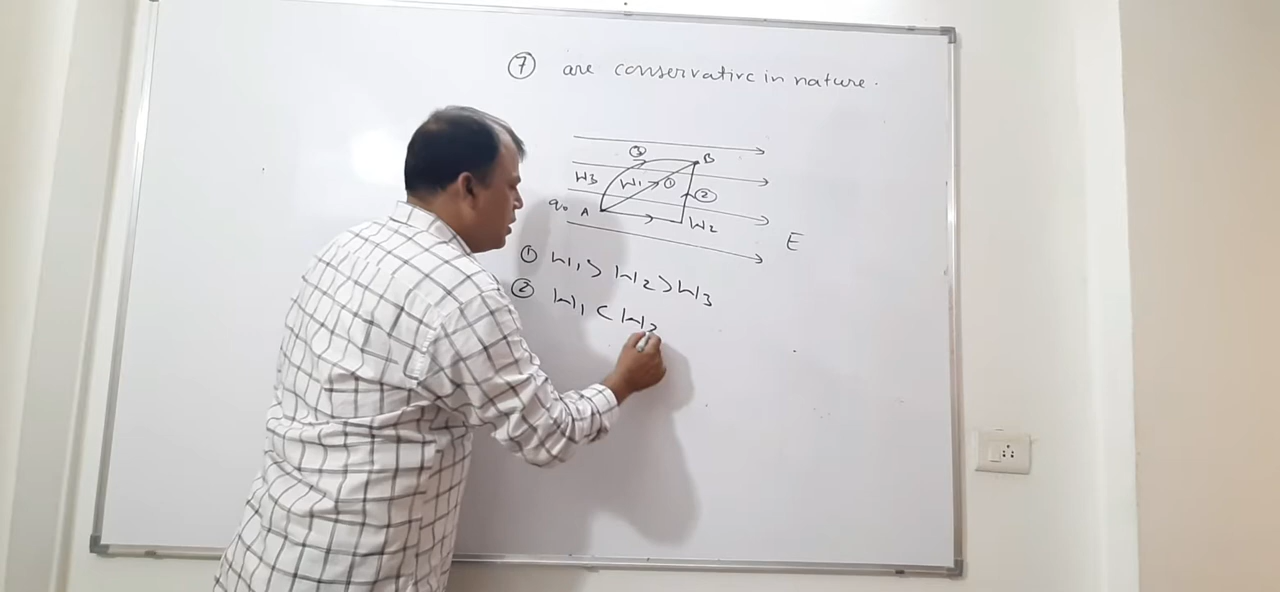 ⑦ are conservative in nature.
③ B
W3 W1 ① ②
q₀ A W2
E
① W₁ > W₂ > W₃
② W₁ < W₂